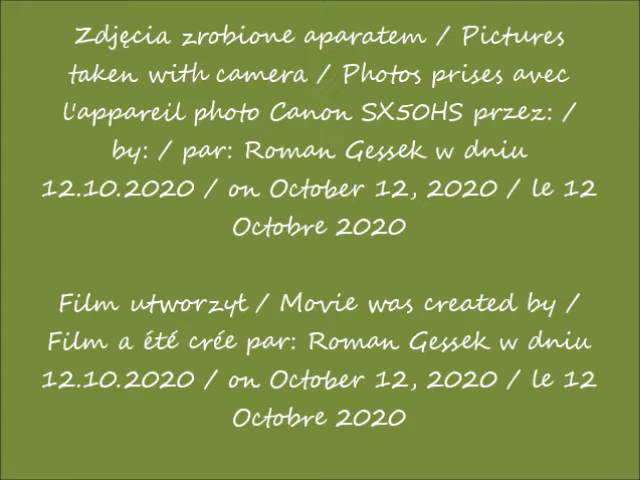 Zdjęcia zrobione aparatem / Pictures
taken with camera / Photos prises avec
l'appareil photo Canon SX50HS przez: /
by: / par: Roman Gessek w dniu
12.10.2020 / on October 12, 2020 / le 12
Octobre 2020
Film utworzył / Movie was created by /
Film a été crée par: Roman Gessek w dniu
12.10.2020 / on October 12, 2020 / le 12
Octobre 2020